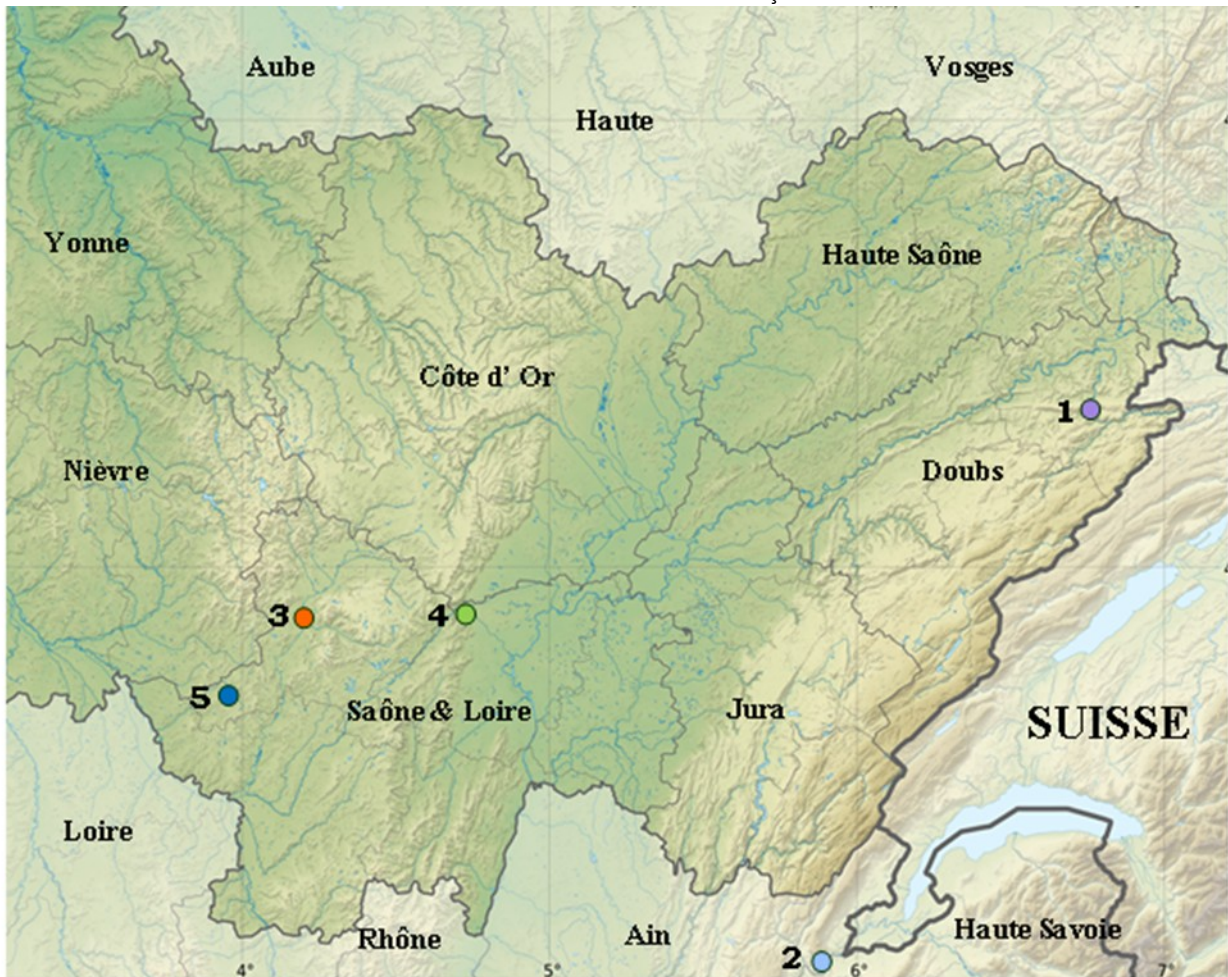 Aube
Vosges
Haute
Yonne
Haute Saône
Côte d' Or
1
Nièvre
Doubs
3
4
5
Saône & Loire
Jura
SUISSE
Loire
Rhône
Ain
Haute Savoie
2
4°
5°
6°
7°